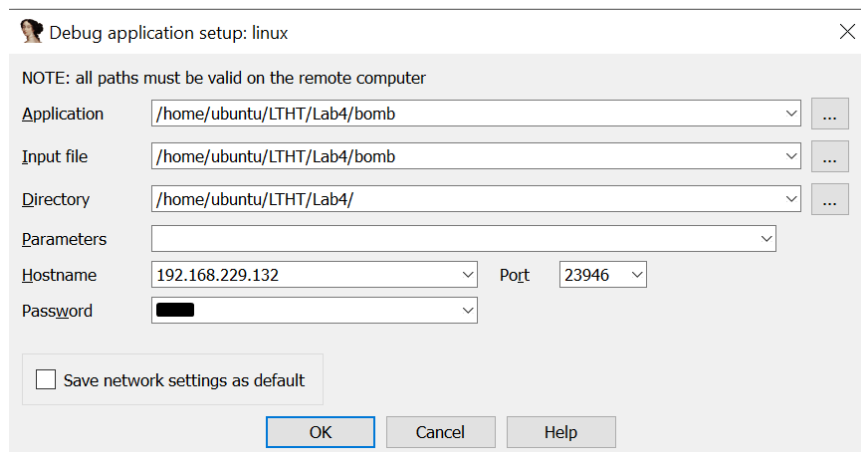 Debug application setup: linux
NOTE: all paths must be valid on the remote computer
Application /home/ubuntu/LTHT/Lab4/bomb ...
Input file /home/ubuntu/LTHT/Lab4/bomb ...
Directory /home/ubuntu/LTHT/Lab4/ ...
Parameters
Hostname 192.168.229.132 Port 23946
Password
Save network settings as default
OK Cancel Help